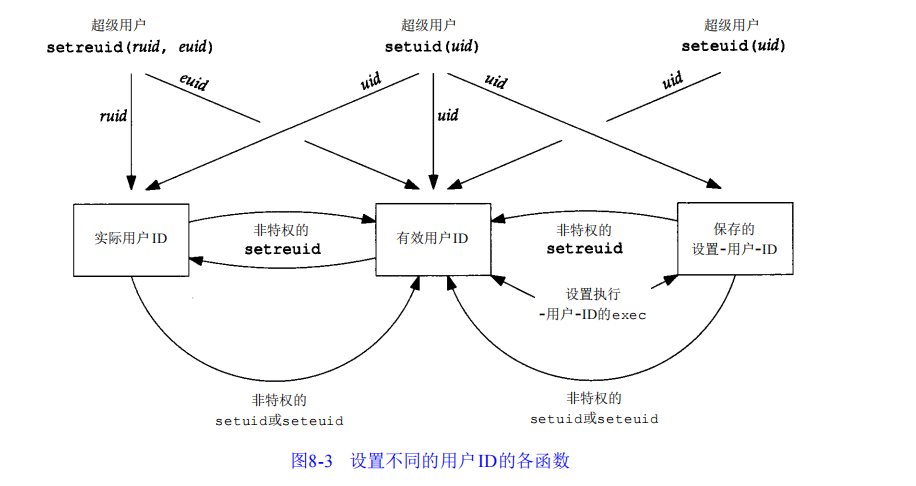 超级用户
setreuid(ruid, euid)
超级用户
setuid(uid)
超级用户
seteuid(uid)
ruid
euid
uid
uid
uid
uid
实际用户ID
非特权的
setreuid
有效用户ID
非特权的
setreuid
保存的
设置-用户-ID
设置执行
-用户-ID的exec
非特权的
setuid或seteuid
非特权的
setuid或seteuid
图8-3 设置不同的用户ID的各函数